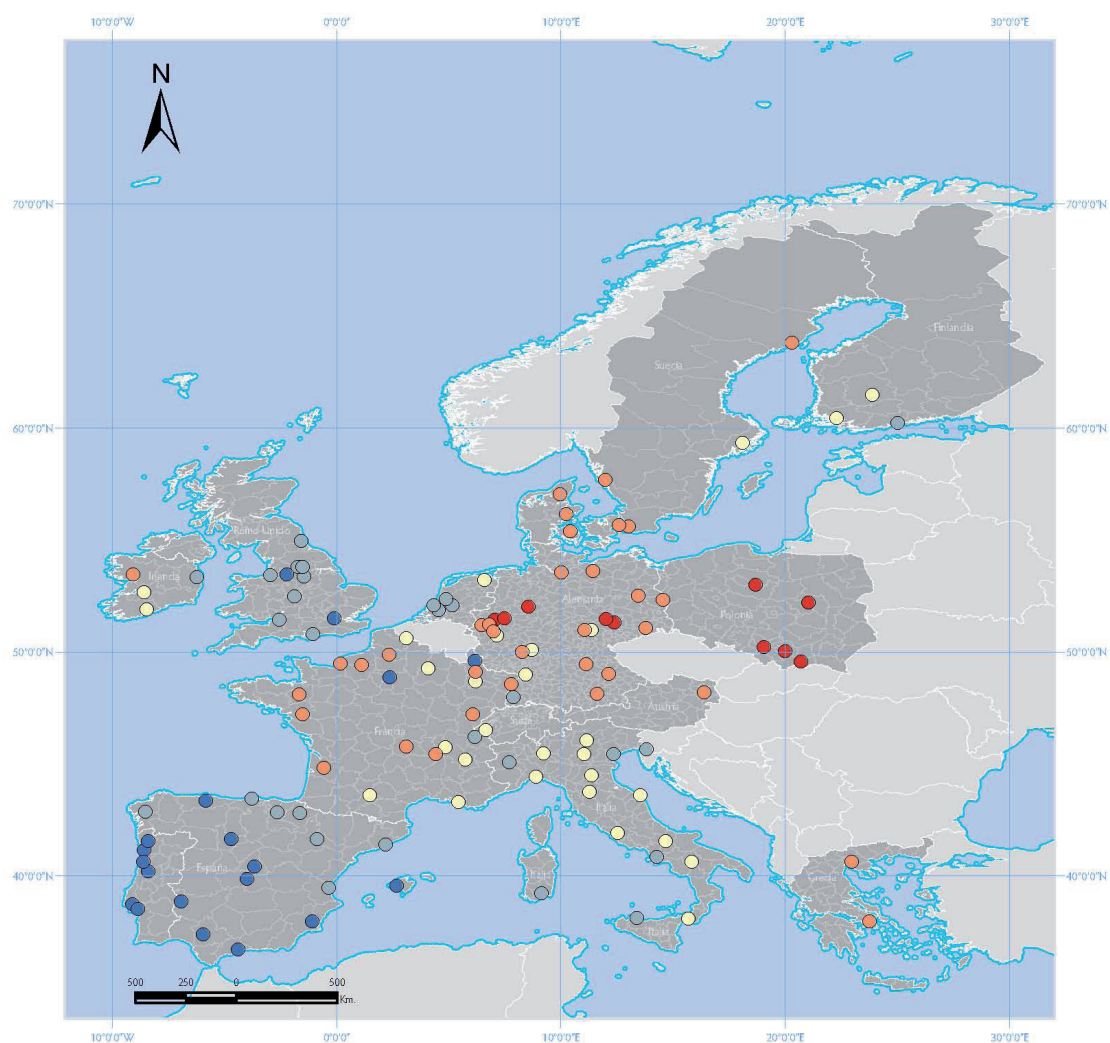 10°0'0"W 0°0'0"E 10°0'0"E 20°0'0"E 30°0'0"E
N
70°0'0"N 70°0'0"N
Finlandia
Suecia
60°0'0"N 60°0'0"N
Reino Unido
Irlanda
Alemania
Polonia
50°0'0"N 50°0'0"N
Austria
Suiza
Francia
Italia
España
Italia
Grecia
40°0'0"N 40°0'0"N
Italia
500 250 0 500
Km.
10°0'0"W 0°0'0"E 10°0'0"E 20°0'0"E 30°0'0"E